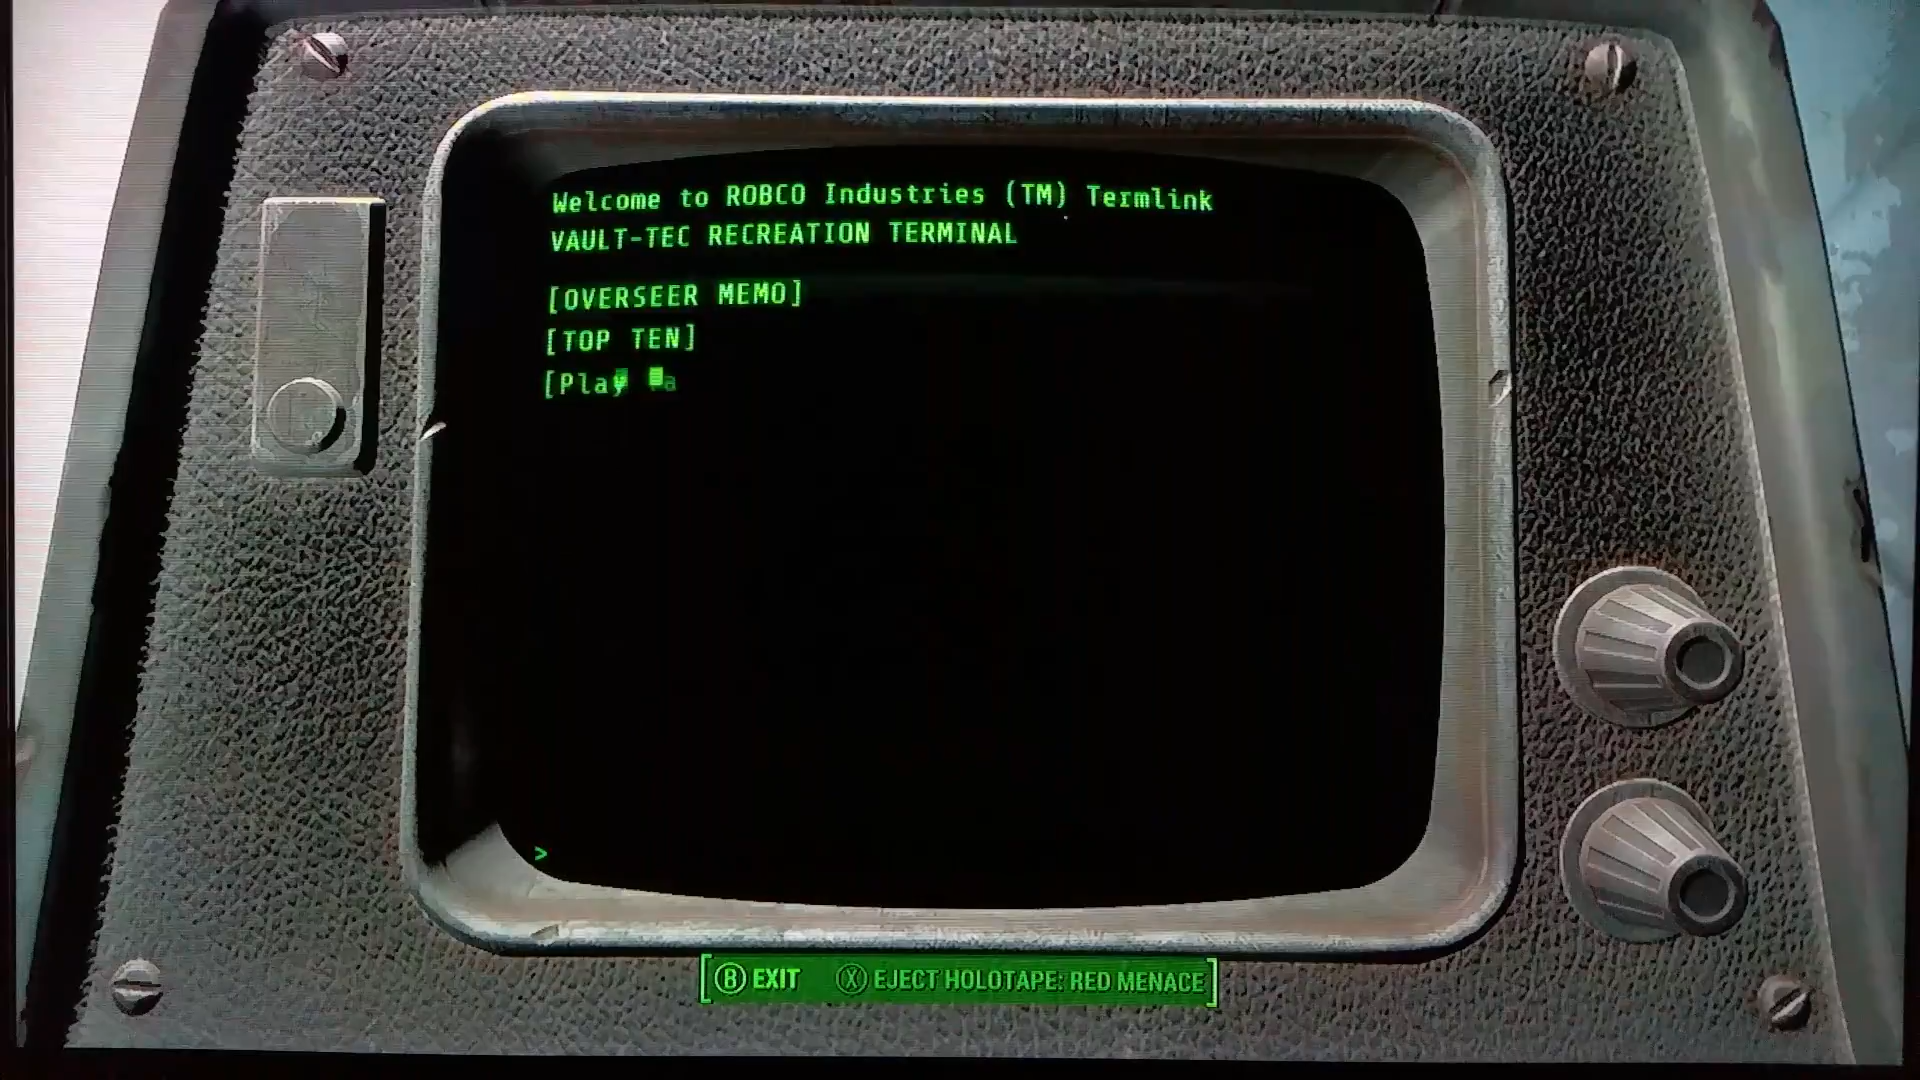 Welcome to ROBCO Industries (TM) Termlink
VAULT-TEC RECREATION TERMINAL
[OVERSEER MEMO]
[TOP TEN]
[Play
>
[Ⓑ EXIT Ⓧ EJECT HOLOTAPE: RED MENACE]